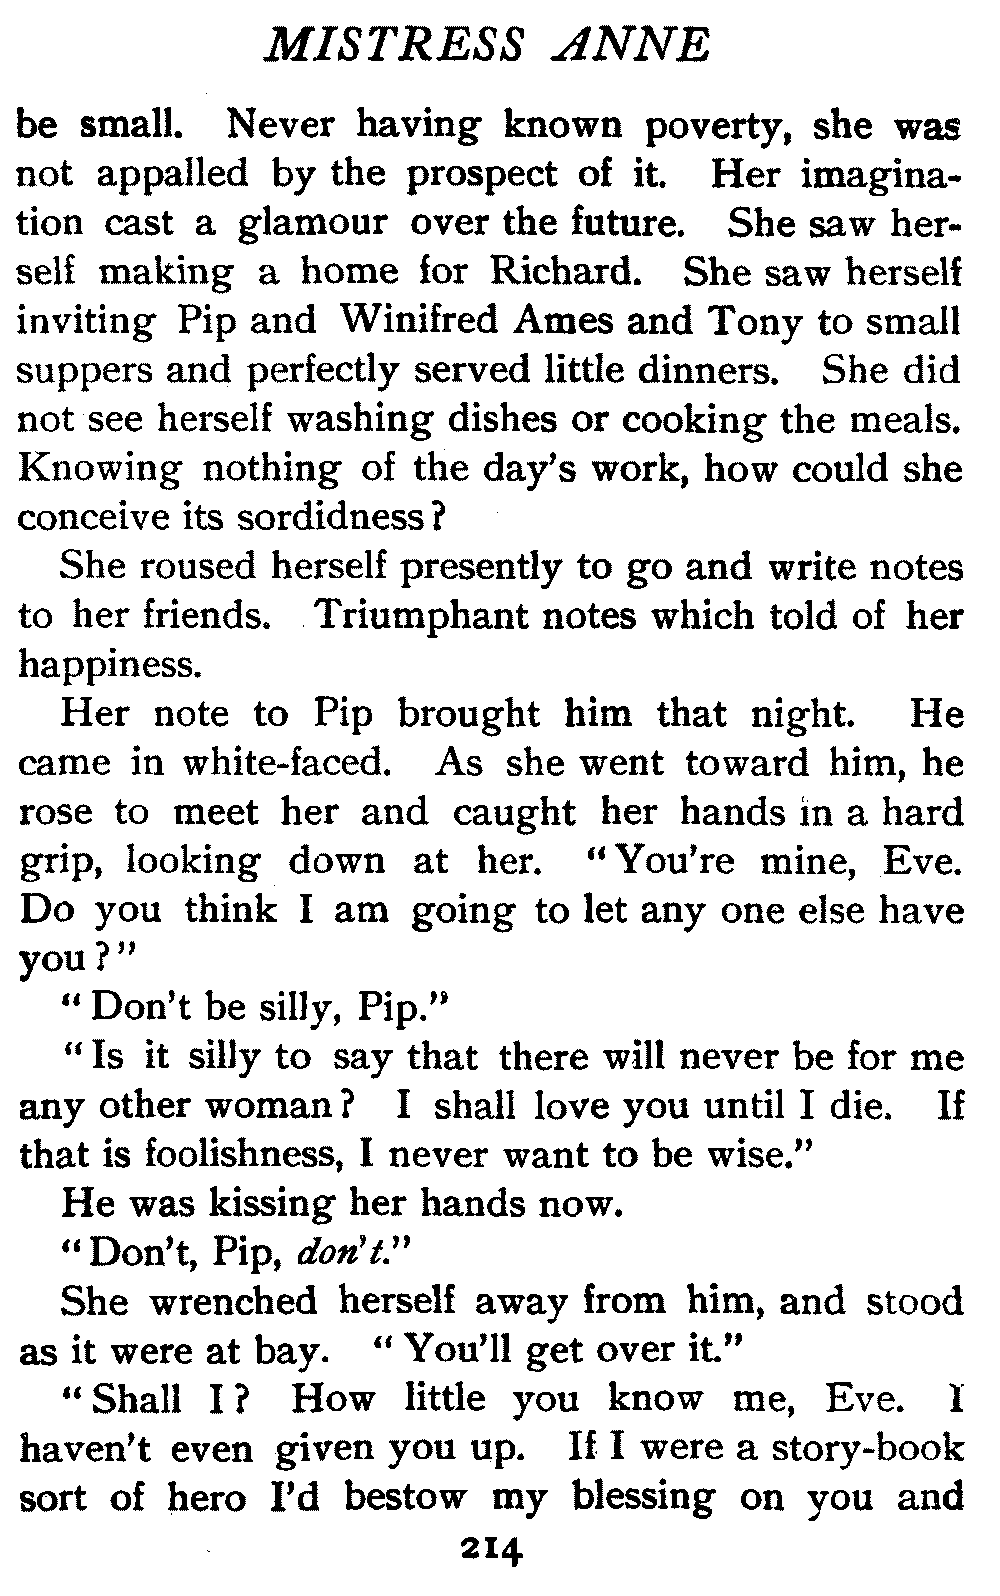 MISTRESS ANNE
be small. Never having known poverty, she was
not appalled by the prospect of it. Her imagina-
tion cast a glamour over the future. She saw her-
self making a home for Richard. She saw herself
inviting Pip and Winifred Ames and Tony to small
suppers and perfectly served little dinners. She did
not see herself washing dishes or cooking the meals.
Knowing nothing of the day's work, how could she
conceive its sordidness?
She roused herself presently to go and write notes
to her friends. Triumphant notes which told of her
happiness.
Her note to Pip brought him that night. He
came in white-faced. As she went toward him, he
rose to meet her and caught her hands in a hard
grip, looking down at her. "You're mine, Eve.
Do you think I am going to let any one else have
you?"
"Don't be silly, Pip."
"Is it silly to say that there will never be for me
any other woman? I shall love you until I die. If
that is foolishness, I never want to be wise."
He was kissing her hands now.
"Don't, Pip, don't."
She wrenched herself away from him, and stood
as it were at bay. "You'll get over it."
"Shall I? How little you know me, Eve. I
haven't even given you up. If I were a story-book
sort of hero I'd bestow my blessing on you and
214